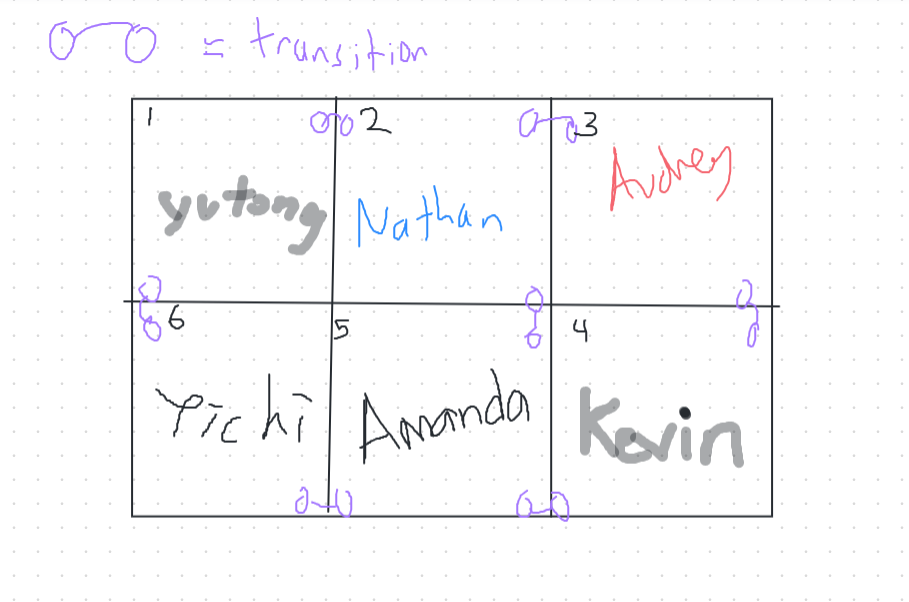 = transition
1
2
3
yutong
Nathan
Audrey
6
5
4
Yichi
Amanda
Kevin